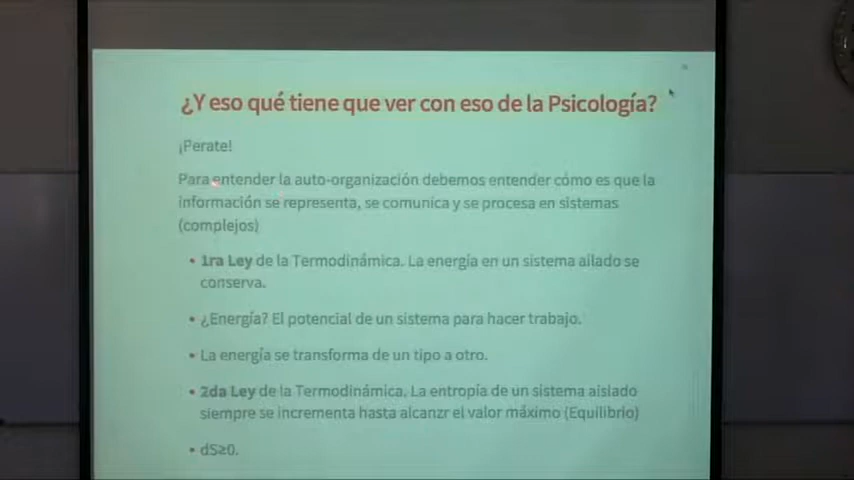 ¿Y eso qué tiene que ver con eso de la Psicología?
¡Perate!
Para entender la auto-organización debemos entender cómo es que la
información se representa, se comunica y se procesa en sistemas
(complejos)
• 1ra Ley de la Termodinámica. La energía en un sistema ailado se
conserva.
• ¿Energía? El potencial de un sistema para hacer trabajo.
• La energía se transforma de un tipo a otro.
• 2da Ley de la Termodinámica. La entropía de un sistema aislado
siempre se incrementa hasta alcanzr el valor máximo (Equilibrio)
• dS≥0.